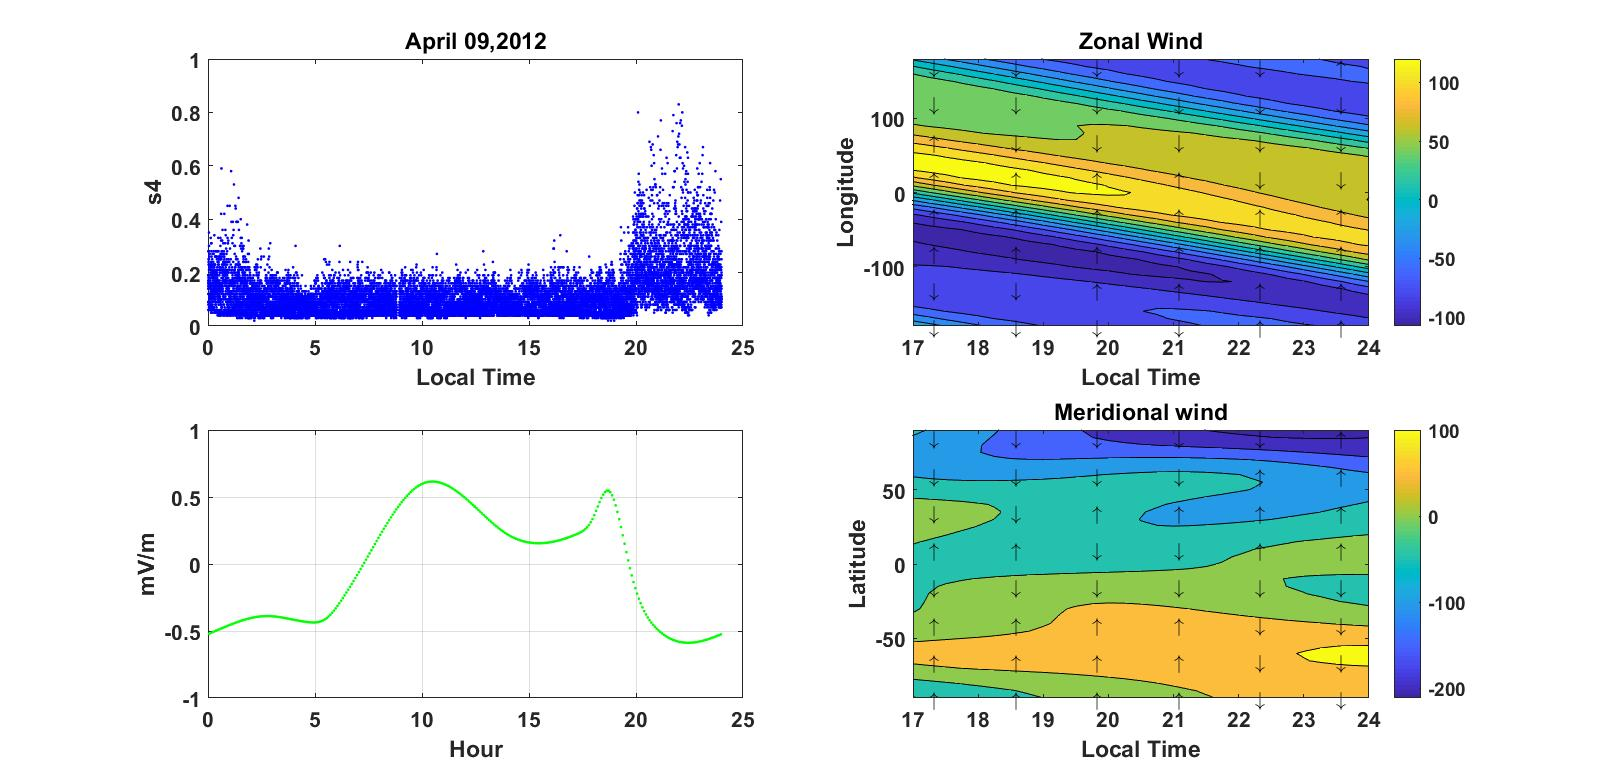 April 09,2012
1
0.8
0.6
0.4
0.2
0
s4
0 5 10 15 20 25
Local Time
Zonal Wind
100
0
-100
Longitude
17 18 19 20 21 22 23 24
Local Time
100
50
0
-50
-100
1
0.5
0
-0.5
-1
mV/m
0 5 10 15 20 25
Hour
Meridional wind
50
0
-50
Latitude
17 18 19 20 21 22 23 24
Local Time
100
0
-100
-200